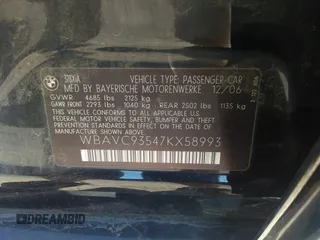 VEHICLE TYPE: PASSENGER CAR
MFD BY BAYERISCHE MOTORENWERKE 12/06
GVWR 4685 lbs 2125 kg
GAWR FRONT 2293 lbs 1040 kg REAR 2502 lbs 1135 kg
THIS VEHICLE CONFORMS TO ALL APPLICABLE
FEDERAL MOTOR VEHICLE SAFETY, BUMPER AND
THEFT PREVENTION STANDARDS IN EFFECT ON THE
DATE OF MANUFACTURE SHOWN ABOVE.
WBAVC93547KX58993
DREAMBID